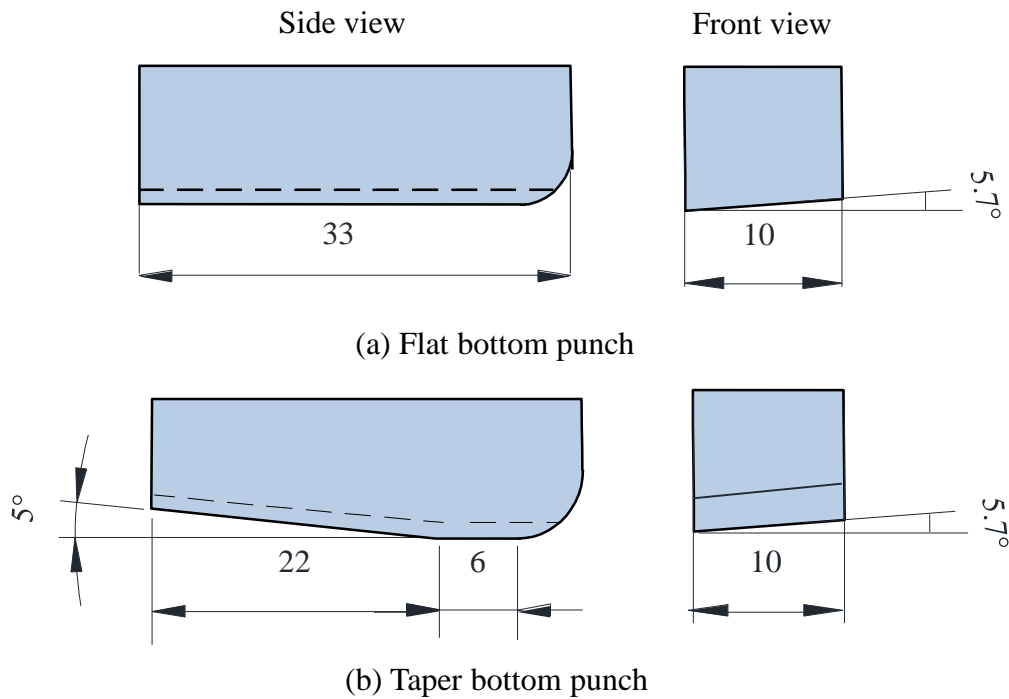 Side view
Front view
33
10
5.7°
(a) Flat bottom punch
5°
22
6
10
5.7°
(b) Taper bottom punch